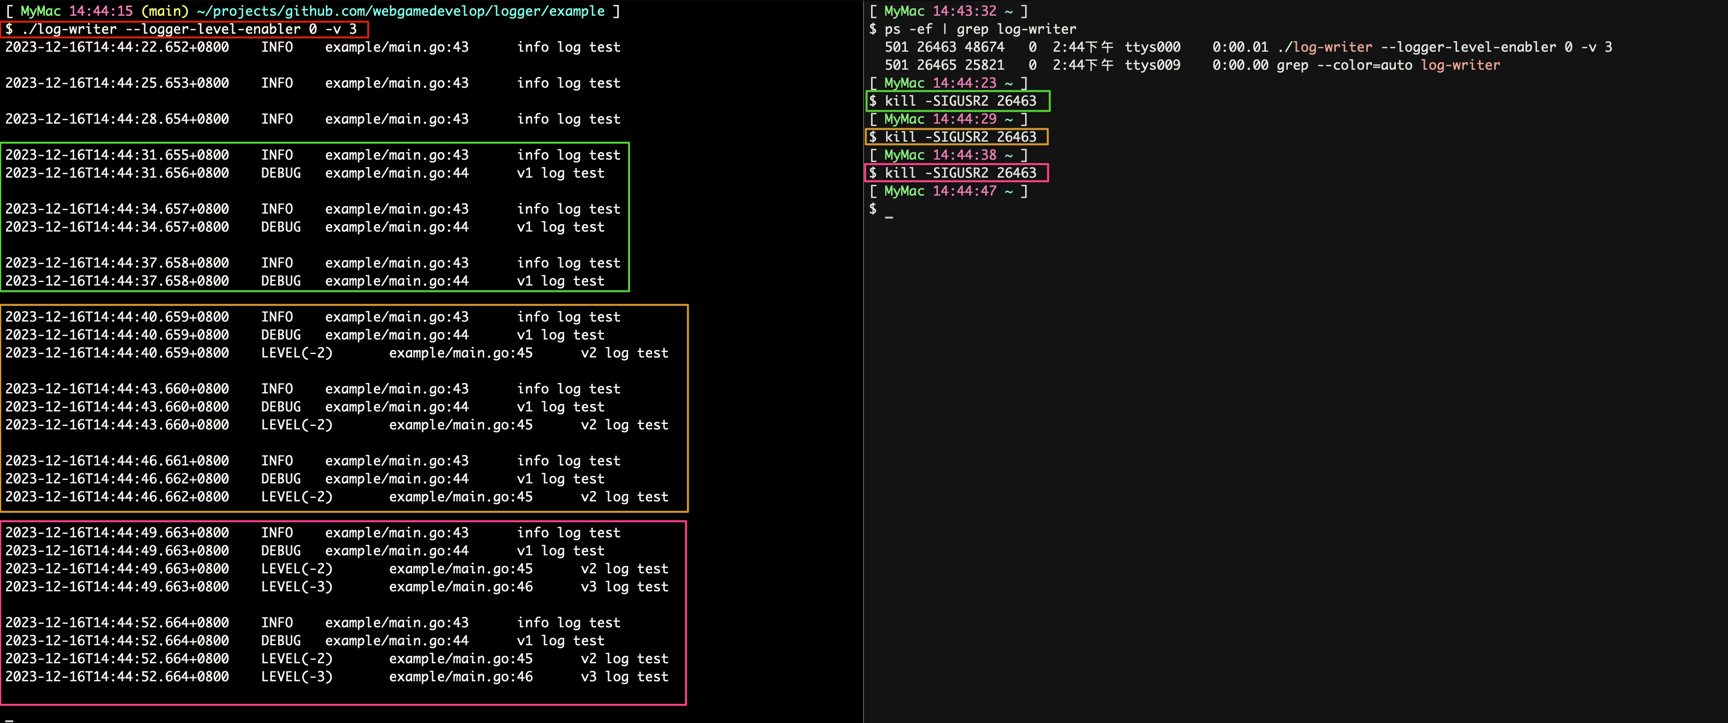 [ MyMac 14:44:15 (main) ~/projects/github.com/webgamedevelop/logger/example ]
$ ./log-writer --logger-level-enabler 0 -v 3
2023-12-16T14:44:22.652+0800    INFO    example/main.go:43      info log test

2023-12-16T14:44:25.653+0800    INFO    example/main.go:43      info log test

2023-12-16T14:44:28.654+0800    INFO    example/main.go:43      info log test

2023-12-16T14:44:31.655+0800    INFO    example/main.go:43      info log test
2023-12-16T14:44:31.656+0800    DEBUG   example/main.go:44      v1 log test

2023-12-16T14:44:34.657+0800    INFO    example/main.go:43      info log test
2023-12-16T14:44:34.657+0800    DEBUG   example/main.go:44      v1 log test

2023-12-16T14:44:37.658+0800    INFO    example/main.go:43      info log test
2023-12-16T14:44:37.658+0800    DEBUG   example/main.go:44      v1 log test

2023-12-16T14:44:40.659+0800    INFO    example/main.go:43      info log test
2023-12-16T14:44:40.659+0800    DEBUG   example/main.go:44      v1 log test
2023-12-16T14:44:40.659+0800    LEVEL(-2)       example/main.go:45      v2 log test

2023-12-16T14:44:43.660+0800    INFO    example/main.go:43      info log test
2023-12-16T14:44:43.660+0800    DEBUG   example/main.go:44      v1 log test
2023-12-16T14:44:43.660+0800    LEVEL(-2)       example/main.go:45      v2 log test

2023-12-16T14:44:46.661+0800    INFO    example/main.go:43      info log test
2023-12-16T14:44:46.662+0800    DEBUG   example/main.go:44      v1 log test
2023-12-16T14:44:46.662+0800    LEVEL(-2)       example/main.go:45      v2 log test

2023-12-16T14:44:49.663+0800    INFO    example/main.go:43      info log test
2023-12-16T14:44:49.663+0800    DEBUG   example/main.go:44      v1 log test
2023-12-16T14:44:49.663+0800    LEVEL(-2)       example/main.go:45      v2 log test
2023-12-16T14:44:49.663+0800    LEVEL(-3)       example/main.go:46      v3 log test

2023-12-16T14:44:52.664+0800    INFO    example/main.go:43      info log test
2023-12-16T14:44:52.664+0800    DEBUG   example/main.go:44      v1 log test
2023-12-16T14:44:52.664+0800    LEVEL(-2)       example/main.go:45      v2 log test
2023-12-16T14:44:52.664+0800    LEVEL(-3)       example/main.go:46      v3 log test

[ MyMac 14:43:32 ~ ]
$ ps -ef | grep log-writer
  501 26463 48674   0  2:44下午 ttys000    0:00.01 ./log-writer --logger-level-enabler 0 -v 3
  501 26465 25821   0  2:44下午 ttys009    0:00.00 grep --color=auto log-writer
[ MyMac 14:44:23 ~ ]
$ kill -SIGUSR2 26463
[ MyMac 14:44:29 ~ ]
$ kill -SIGUSR2 26463
[ MyMac 14:44:38 ~ ]
$ kill -SIGUSR2 26463
[ MyMac 14:44:47 ~ ]
$ _